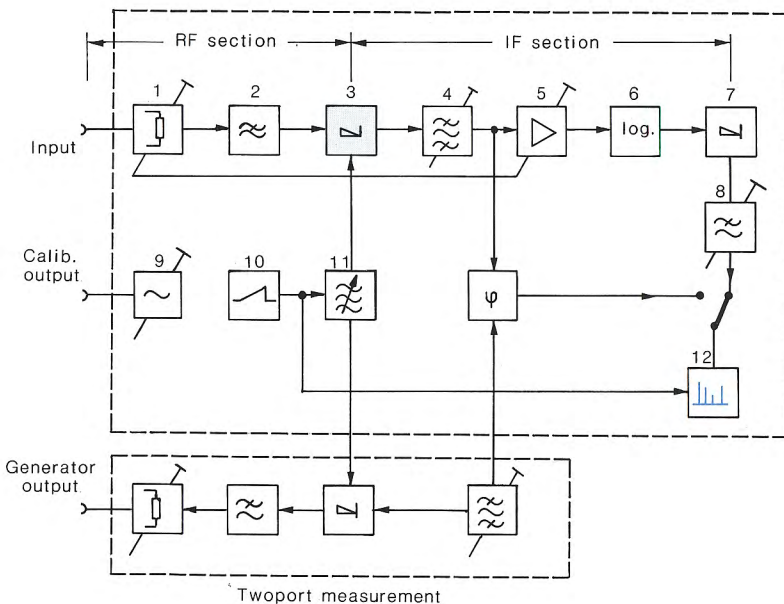 RF section
IF section
1
2
3
4
5
6
7
log.
Input
8
Calib.
output
9
10
11
φ
12
Generator
output
Twoport measurement